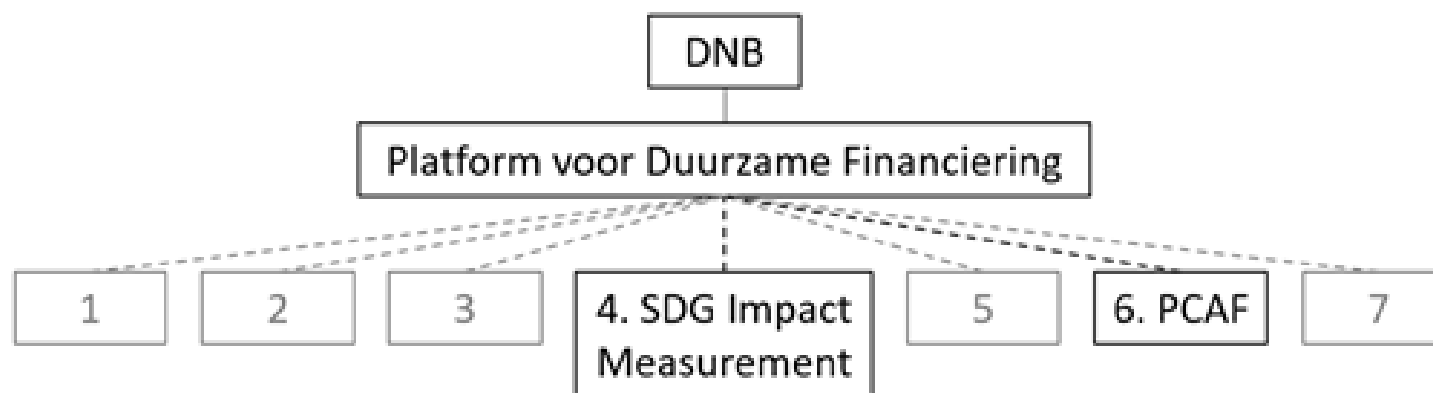 DNB
Platform voor Duurzame Financiering
1
2
3
4. SDG Impact
Measurement
5
6. PCAF
7